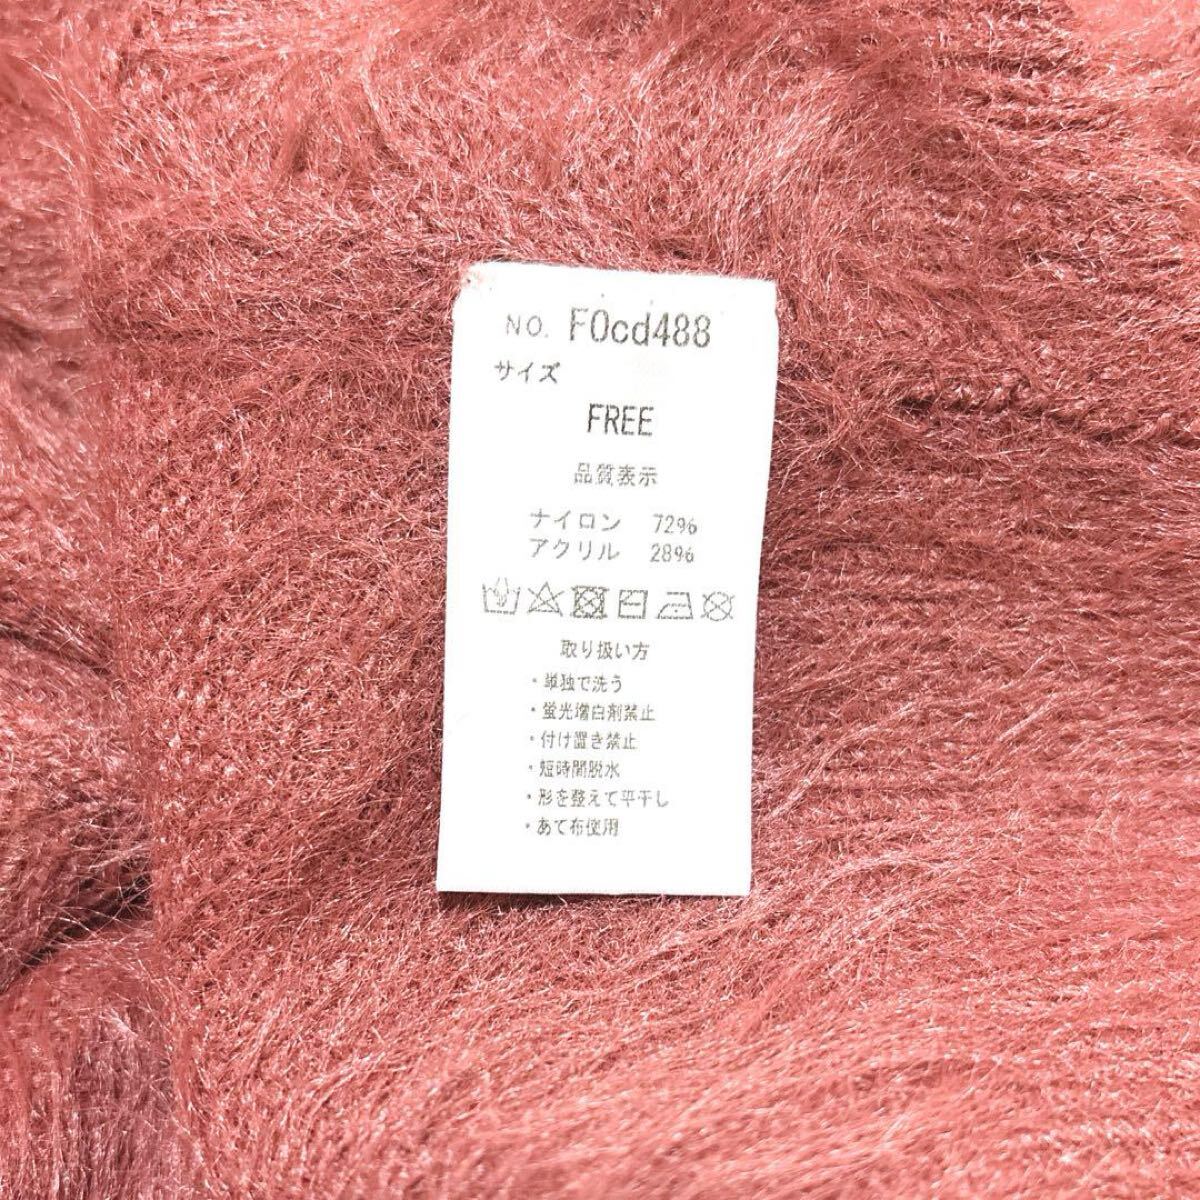 NO. F0cd488
サイズ
FREE
品質表示
ナイロン 72%
アクリル 28%
取り扱い方
・単独で洗う
・蛍光増白剤禁止
・付け置き禁止
・短時間脱水
・形を整えて平干し
・あて布使用